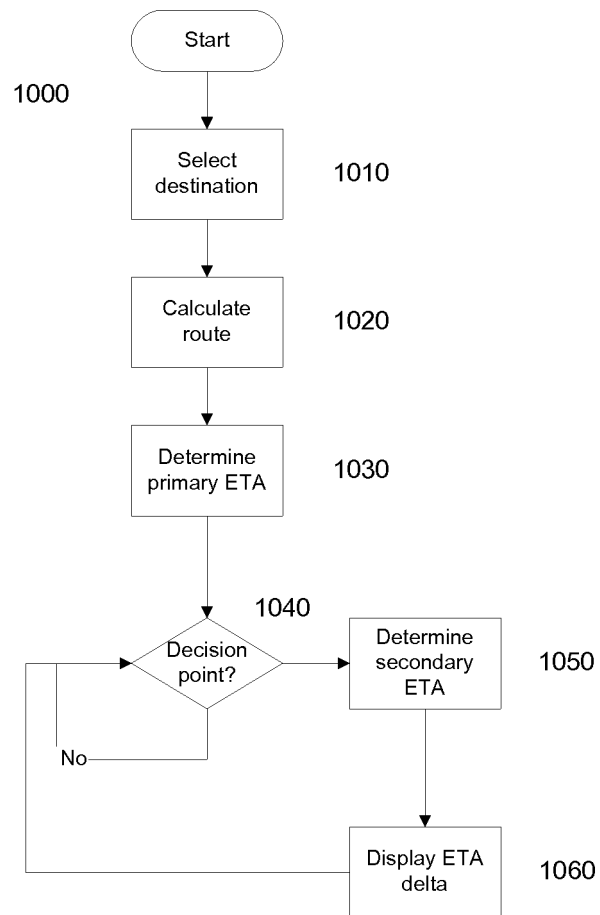 Start
1000
Select
destination
1010
Calculate
route
1020
Determine
primary ETA
1030
1040
Decision
point?
Determine
secondary
ETA
1050
No
Display ETA
delta
1060